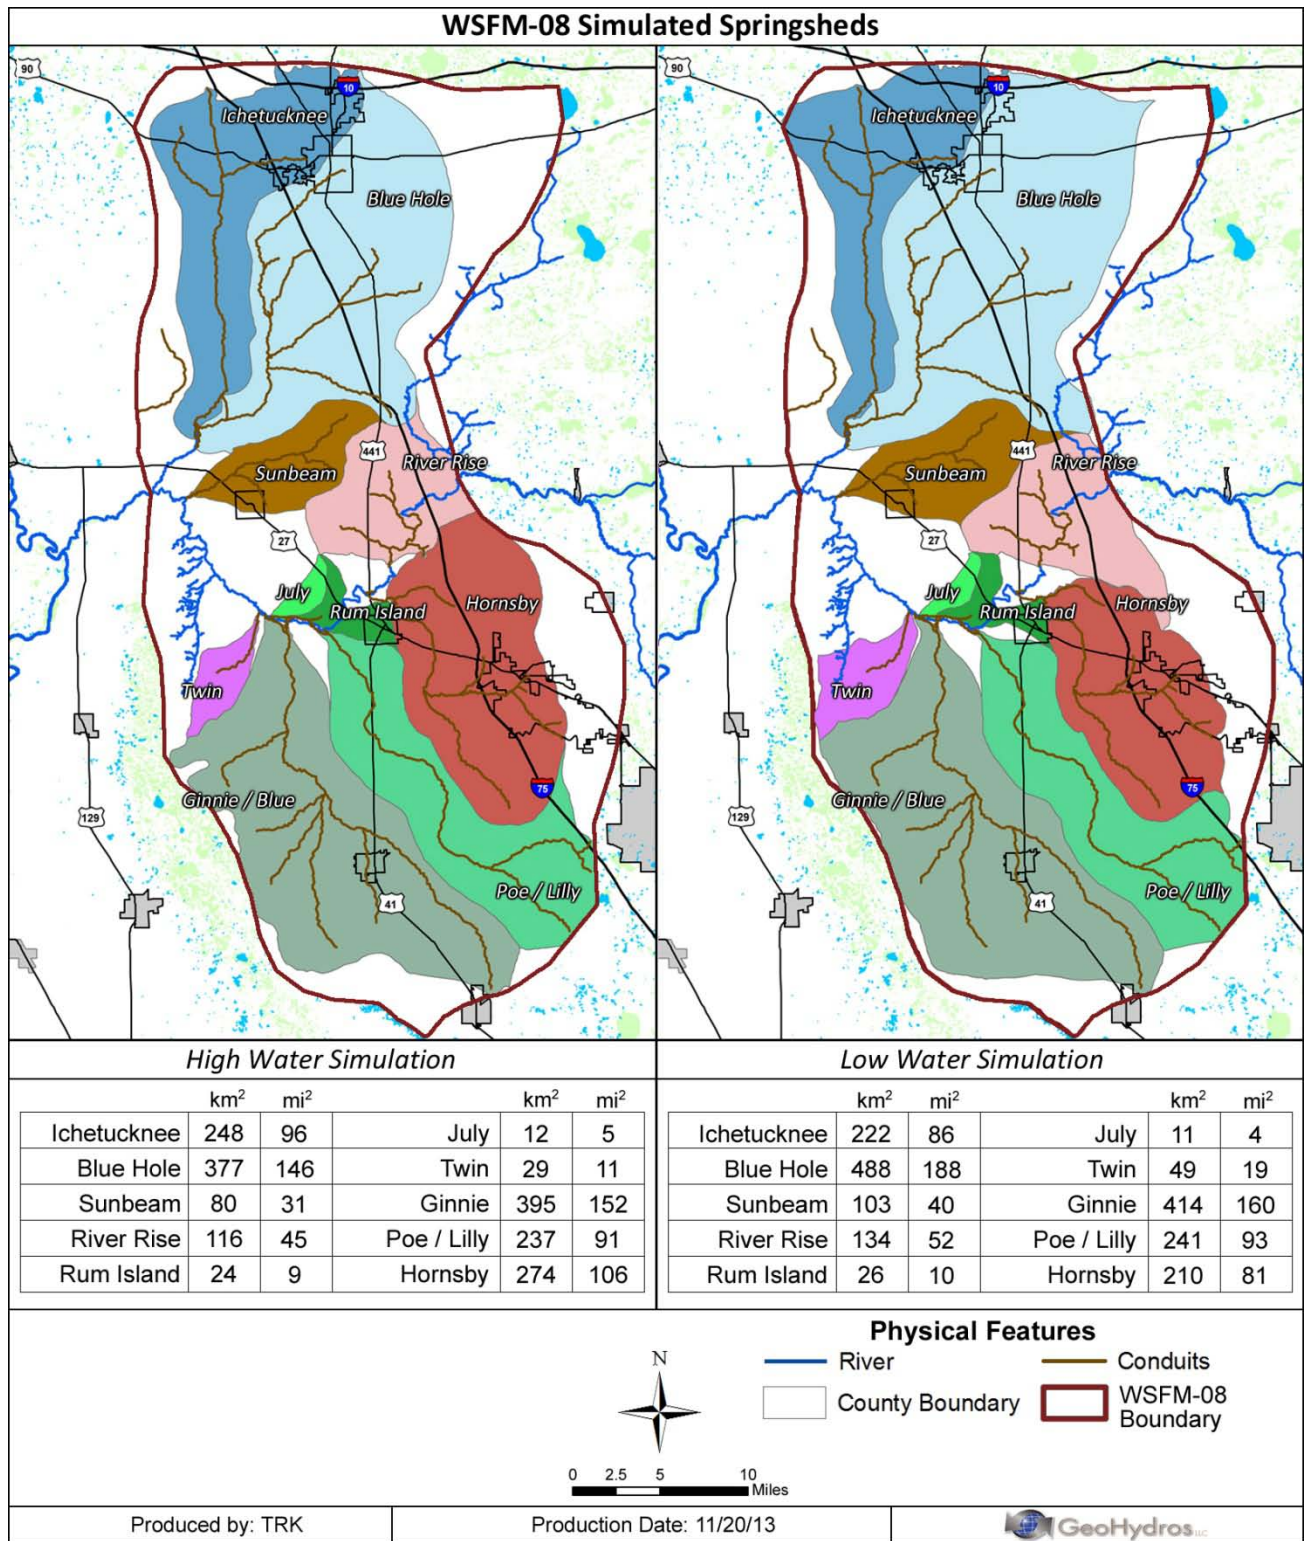 WSFM-08 Simulated Springsheds
90
10
Ichetucknee
Blue Hole
441
River Rise
Sunbeam
27
July
Rum Island
Hornsby
Twin
75
Ginnie / Blue
129
Poe / Lilly
41
90
10
Ichetucknee
Blue Hole
441
River Rise
Sunbeam
27
July
Rum Island
Hornsby
Twin
75
Ginnie / Blue
129
Poe / Lilly
41
High Water Simulation
km² mi² km² mi²
Ichetucknee 248 96 July 12 5
Blue Hole 377 146 Twin 29 11
Sunbeam 80 31 Ginnie 395 152
River Rise 116 45 Poe / Lilly 237 91
Rum Island 24 9 Hornsby 274 106
Low Water Simulation
km² mi² km² mi²
Ichetucknee 222 86 July 11 4
Blue Hole 488 188 Twin 49 19
Sunbeam 103 40 Ginnie 414 160
River Rise 134 52 Poe / Lilly 241 93
Rum Island 26 10 Hornsby 210 81
Physical Features
River
Conduits
County Boundary
WSFM-08
Boundary
N
0 2.5 5 10
Miles
Produced by: TRK
Production Date: 11/20/13
GeoHydros LLC